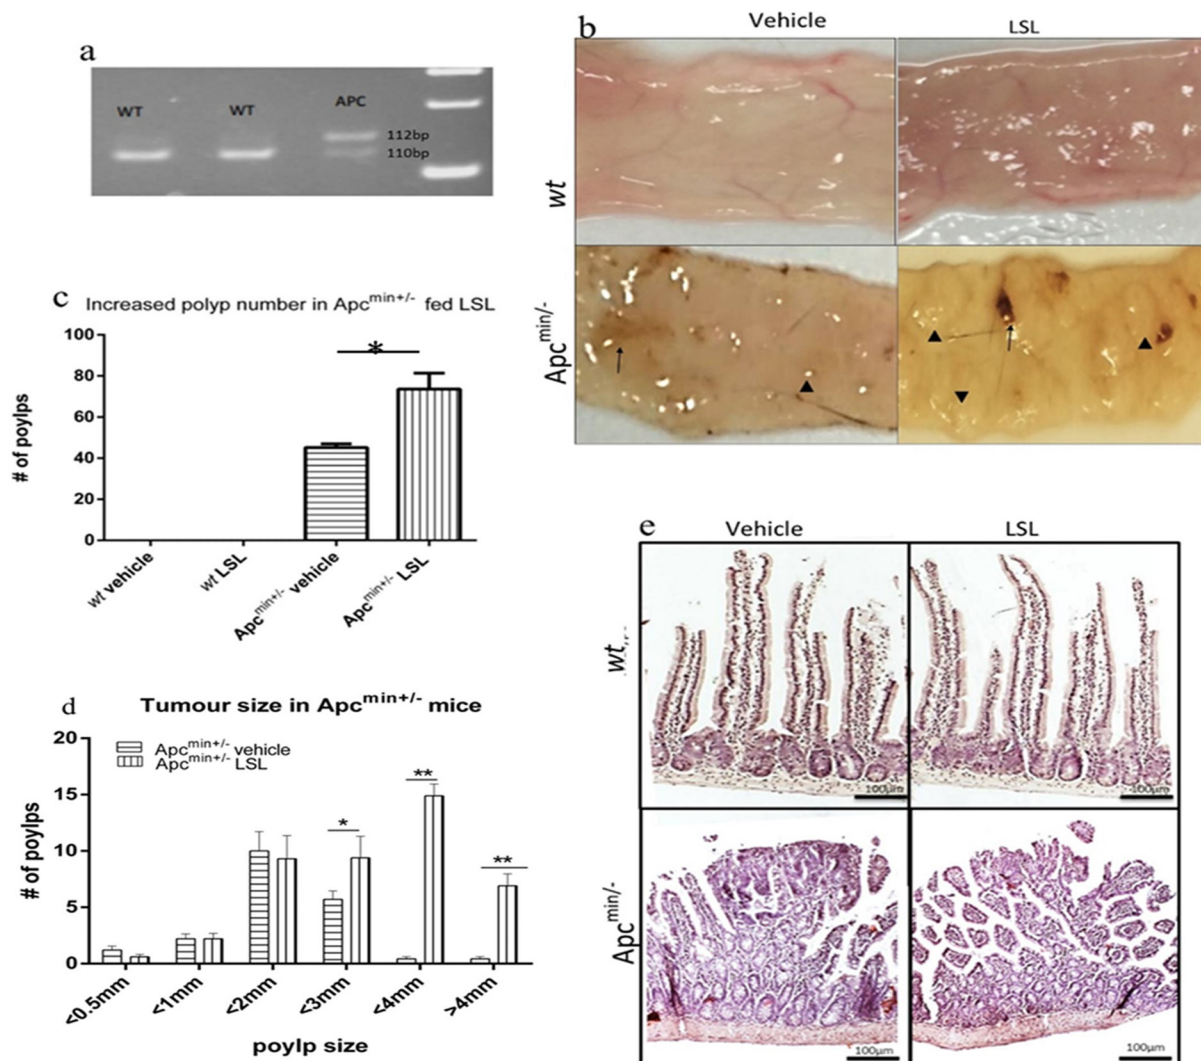 a
WT
WT
APC
112bp
110bp
b
Vehicle
LSL
wt
Apcmin/-
c
Increased polyp number in Apcmin+/- fed LSL
*
# of poylps
100
80
60
40
20
0
wt vehicle
wt LSL
Apcmin+/- vehicle
Apcmin+/- LSL
d
Tumour size in Apcmin+/- mice
Apcmin+/- vehicle
Apcmin+/- LSL
# of poylps
20
15
10
5
0
*
**
**
<0.5mm
<1mm
<2mm
<3mm
<4mm
>4mm
poylp size
e
Vehicle
LSL
wt
Apcmin/-
100µm
100µm
100µm
100µm